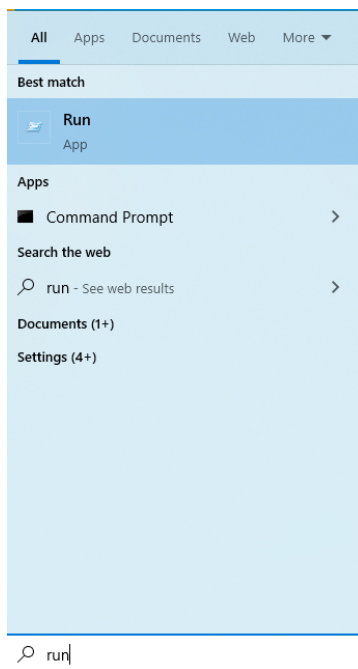 All Apps Documents Web More
Best match
Run
App
Apps
Command Prompt
Search the web
run - See web results
Documents (1+)
Settings (4+)
run